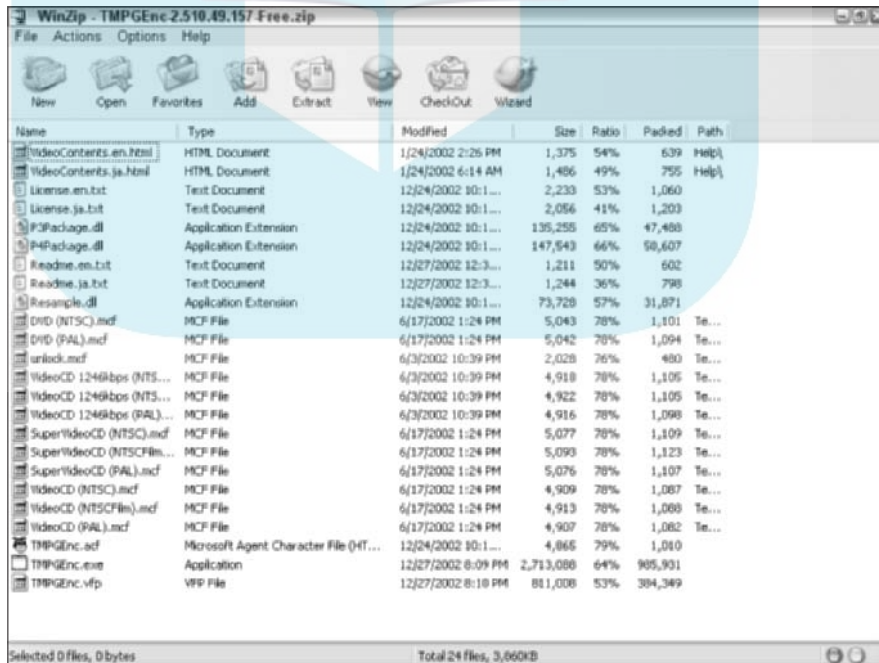 WinZip - TMPGEnc-2.510.49.157-Free.zip
File Actions Options Help
New Open Favorites Add Extract View CheckOut Wizard
Name Type Modified Size Ratio Packed Path
VideoContents.en.html HTML Document 1/24/2002 2:26 PM 1,375 54% 639 Help\
VideoContents.ja.html HTML Document 1/24/2002 6:14 AM 1,486 49% 755 Help\
License.en.txt Text Document 12/24/2002 10:1... 2,233 53% 1,060
License.ja.txt Text Document 12/24/2002 10:1... 2,056 41% 1,203
P3Package.dll Application Extension 12/24/2002 10:1... 135,255 65% 47,488
P4Package.dll Application Extension 12/24/2002 10:1... 147,543 66% 50,607
Readme.en.txt Text Document 12/27/2002 12:3... 1,211 50% 602
Readme.ja.txt Text Document 12/27/2002 12:3... 1,244 36% 798
Resample.dll Application Extension 12/24/2002 10:1... 73,728 57% 31,871
DVD (NTSC).mcf MCF File 6/17/2002 1:24 PM 5,043 78% 1,101 Te...
DVD (PAL).mcf MCF File 6/17/2002 1:24 PM 5,042 78% 1,094 Te...
unlock.mcf MCF File 6/3/2002 10:39 PM 2,028 76% 480 Te...
VideoCD 1246kbps (NTS... MCF File 6/3/2002 10:39 PM 4,918 78% 1,105 Te...
VideoCD 1246kbps (NTS... MCF File 6/3/2002 10:39 PM 4,922 78% 1,105 Te...
VideoCD 1246kbps (PAL)... MCF File 6/3/2002 10:39 PM 4,916 78% 1,098 Te...
SuperVideoCD (NTSC).mcf MCF File 6/17/2002 1:24 PM 5,077 78% 1,109 Te...
SuperVideoCD (NTSCFilm... MCF File 6/17/2002 1:24 PM 5,093 78% 1,123 Te...
SuperVideoCD (PAL).mcf MCF File 6/17/2002 1:24 PM 5,076 78% 1,107 Te...
VideoCD (NTSC).mcf MCF File 6/17/2002 1:24 PM 4,909 78% 1,087 Te...
VideoCD (NTSCFilm).mcf MCF File 6/17/2002 1:24 PM 4,913 78% 1,088 Te...
VideoCD (PAL).mcf MCF File 6/17/2002 1:24 PM 4,907 78% 1,082 Te...
TMPGEnc.acf Microsoft Agent Character File (HT... 12/24/2002 10:1... 4,865 79% 1,010
TMPGEnc.exe Application 12/27/2002 8:09 PM 2,713,088 64% 985,931
TMPGEnc.vfp VFP File 12/27/2002 8:18 PM 811,008 53% 384,349
Selected 0 files, 0 bytes Total 24 files, 3,860KB